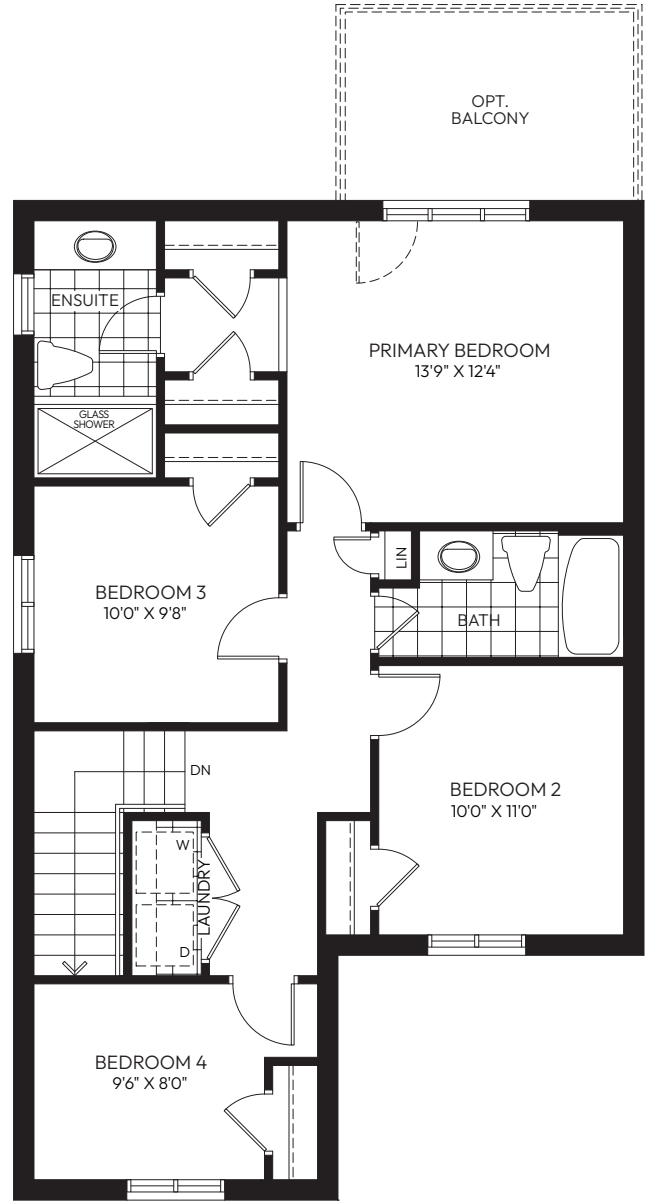 OPT.
BALCONY
ENSUITE
PRIMARY BEDROOM
13'9" X 12'4"
GLASS
SHOWER
LIN
BEDROOM 3
10'0" X 9'8"
BATH
DN
BEDROOM 2
10'0" X 11'0"
W
LAUNDRY
D
BEDROOM 4
9'6" X 8'0"